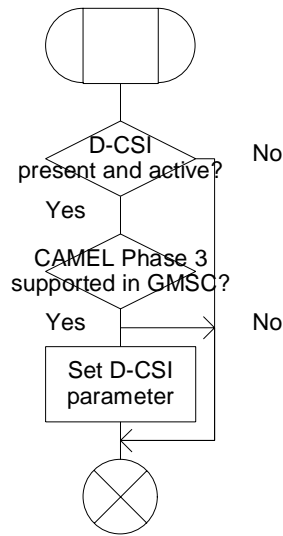 D-CSI
present and active?
No
Yes
CAMEL Phase 3
supported in GMSC?
Yes
No
Set D-CSI
parameter